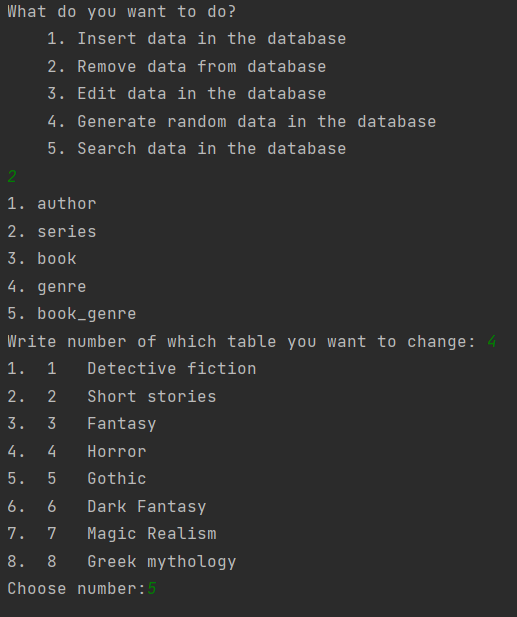 What do you want to do?
    1. Insert data in the database
    2. Remove data from database
    3. Edit data in the database
    4. Generate random data in the database
    5. Search data in the database
2
1. author
2. series
3. book
4. genre
5. book_genre
Write number of which table you want to change: 4
1.  1   Detective fiction
2.  2   Short stories
3.  3   Fantasy
4.  4   Horror
5.  5   Gothic
6.  6   Dark Fantasy
7.  7   Magic Realism
8.  8   Greek mythology
Choose number:5